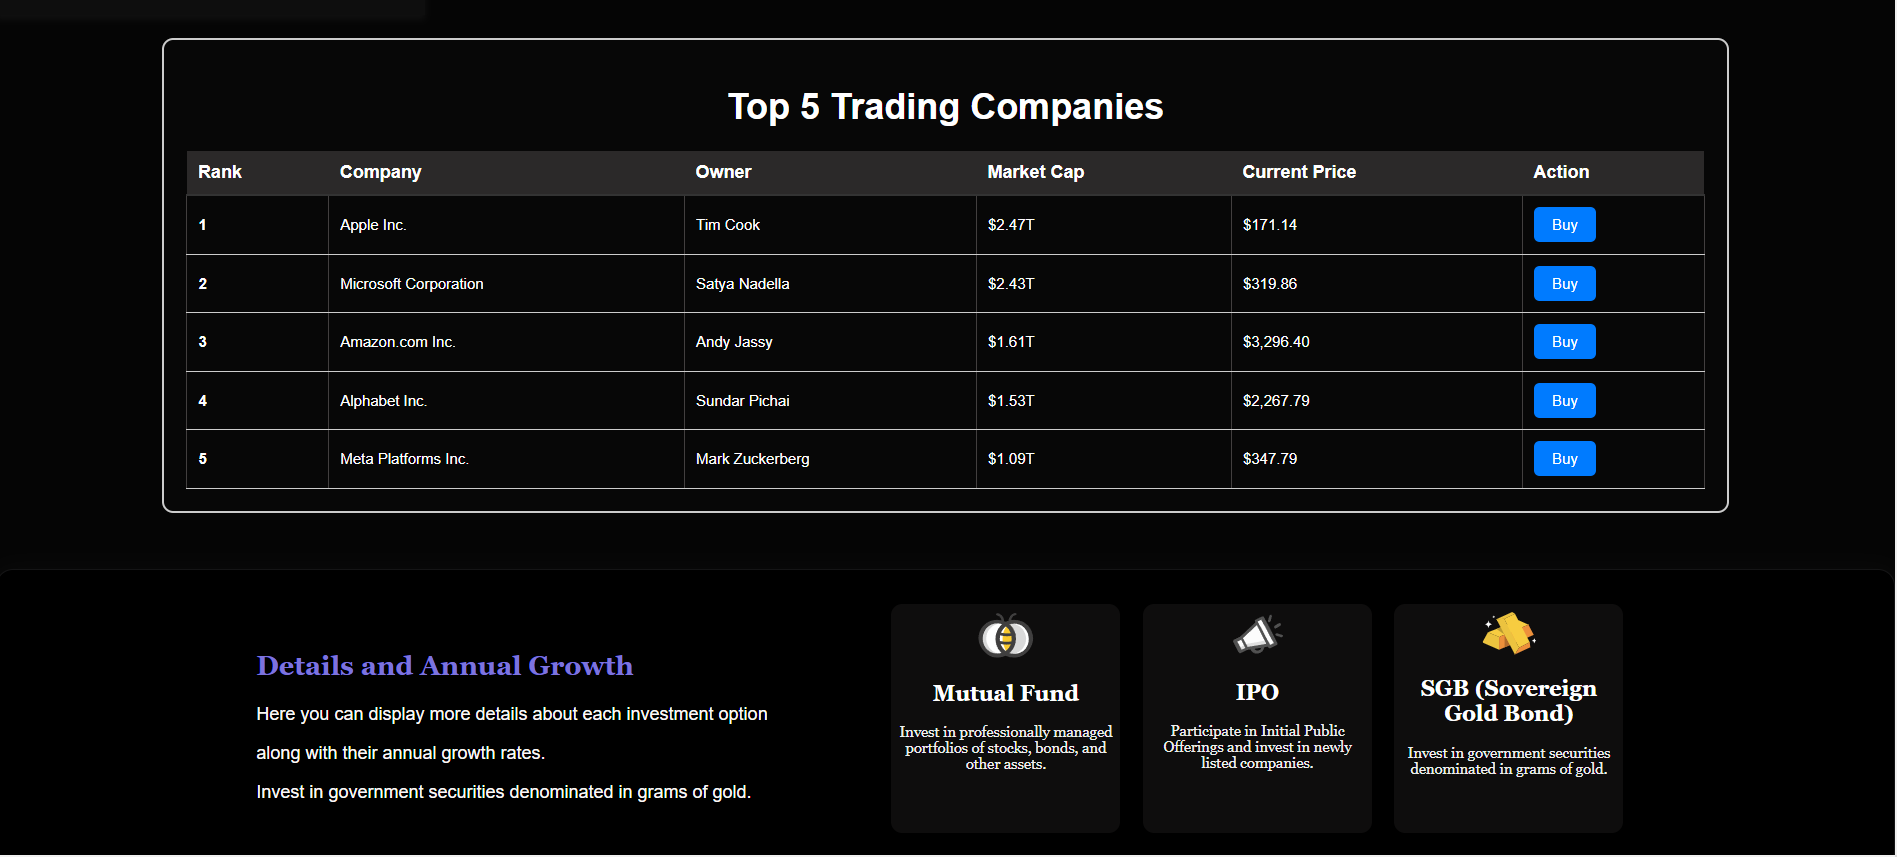 Top 5 Trading Companies
Rank Company Owner Market Cap Current Price Action
1 Apple Inc. Tim Cook $2.47T $171.14 Buy
2 Microsoft Corporation Satya Nadella $2.43T $319.86 Buy
3 Amazon.com Inc. Andy Jassy $1.61T $3,296.40 Buy
4 Alphabet Inc. Sundar Pichai $1.53T $2,267.79 Buy
5 Meta Platforms Inc. Mark Zuckerberg $1.09T $347.79 Buy
Details and Annual Growth
Here you can display more details about each investment option
along with their annual growth rates.
Invest in government securities denominated in grams of gold.
Mutual Fund
Invest in professionally managed
portfolios of stocks, bonds, and
other assets.
IPO
Participate in Initial Public
Offerings and invest in newly
listed companies.
SGB (Sovereign
Gold Bond)
Invest in government securities
denominated in grams of gold.